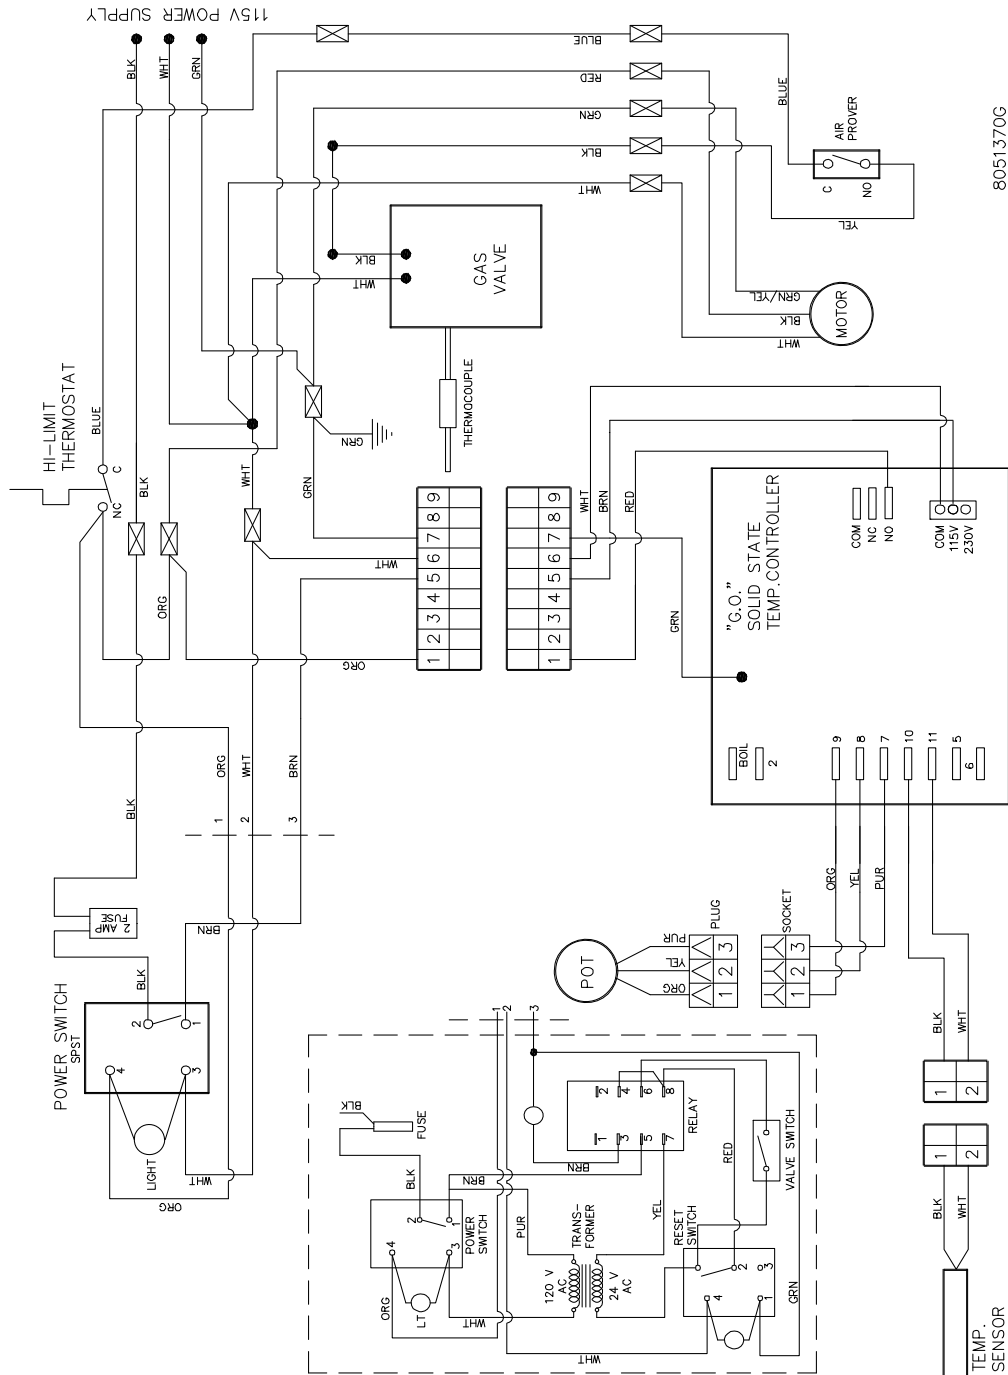 115V POWER SUPPLY
BLK
WHT
GRN
BLUE
RED
GRN
BLK
WHT
BLUE
AIR
PROVER
C
NO
YEL
8051370G
HI-LIMIT
THERMOSTAT
BLUE
C
NC
BLK
WHT
GRN
GRN
BLK
WHT
GAS
VALVE
THERMOCOUPLE
GRN/YEL
BLK
WHT
MOTOR
ORG
WHT
ORG
1 2 3 4 5 6 7 8 9
1 2 3 4 5 6 7 8 9
WHT
BRN
RED
GRN
"G.O."
SOLID STATE
TEMP.CONTROLLER
COM
NC
NO
COM
115V
230V
BOIL
2
9
8
7
10
11
5
6
BLK
ORG
WHT
BRN
1
2
3
2 AMP
FUSE
BRN
BLK
POWER SWITCH
SPST
2
1
4
3
LIGHT
WHT
ORG
POT
PUR
YEL
ORG
PLUG
1 2 3
SOCKET
1 2 3
ORG
YEL
PUR
1
2
3
BLK
FUSE
BLK
BRN
POWER
SWITCH
2
1
4
3
LT
ORG
WHT
PUR
BRN
RELAY
1
2
3
4
5
6
7
8
TRANS-
FORMER
120 V
AC
24 V
AC
YEL
RED
RESET
SWITCH
2
3
4
1
VALVE SWITCH
GRN
WHT
BLK
WHT
1
2
1
2
BLK
WHT
TEMP.
SENSOR